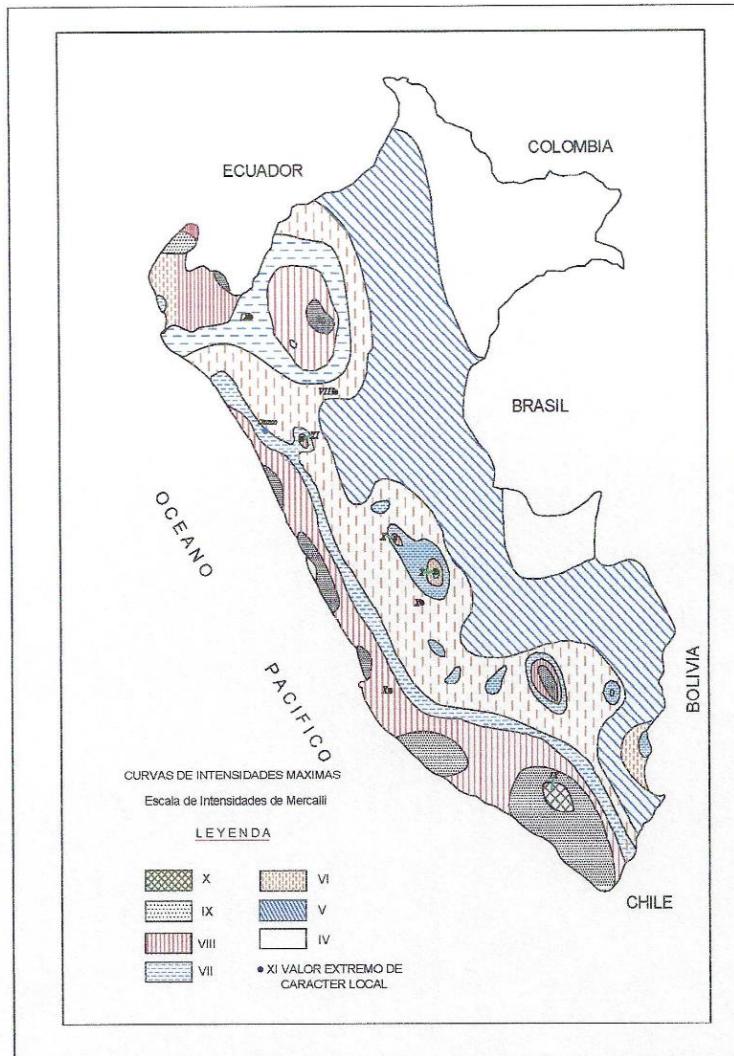 COLOMBIA
ECUADOR
BRASIL
OCEANO
PACIFICO
BOLIVIA
CHILE
CURVAS DE INTENSIDADES MAXIMAS
Escala de Intensidades de Mercalli
LEYENDA
X
IX
VIII
VII
VI
V
IV
XI VALOR EXTREMO DE
CARACTER LOCAL
XI